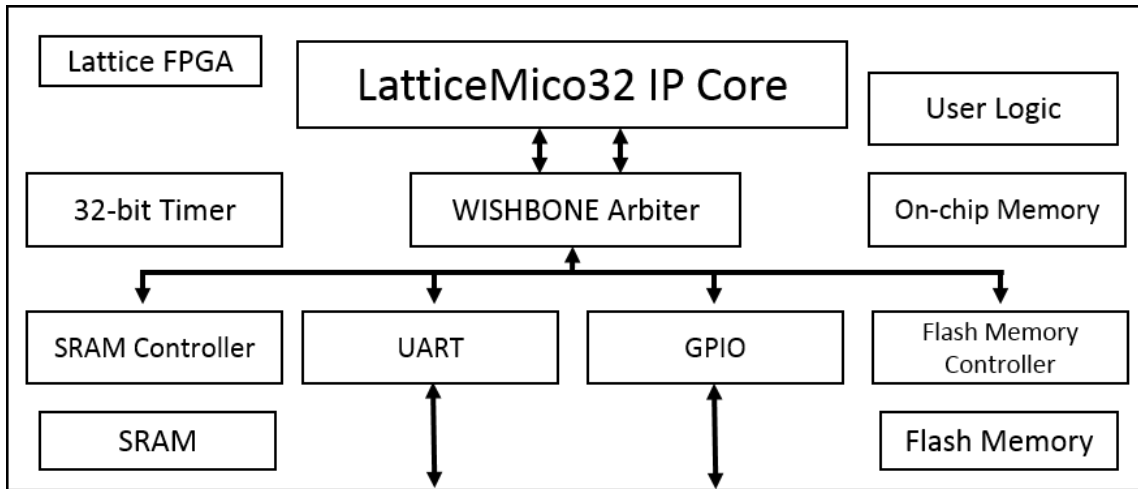 Lattice FPGA
LatticeMico32 IP Core
User Logic
32-bit Timer
WISHBONE Arbiter
On-chip Memory
SRAM Controller
UART
GPIO
Flash Memory
Controller
SRAM
Flash Memory